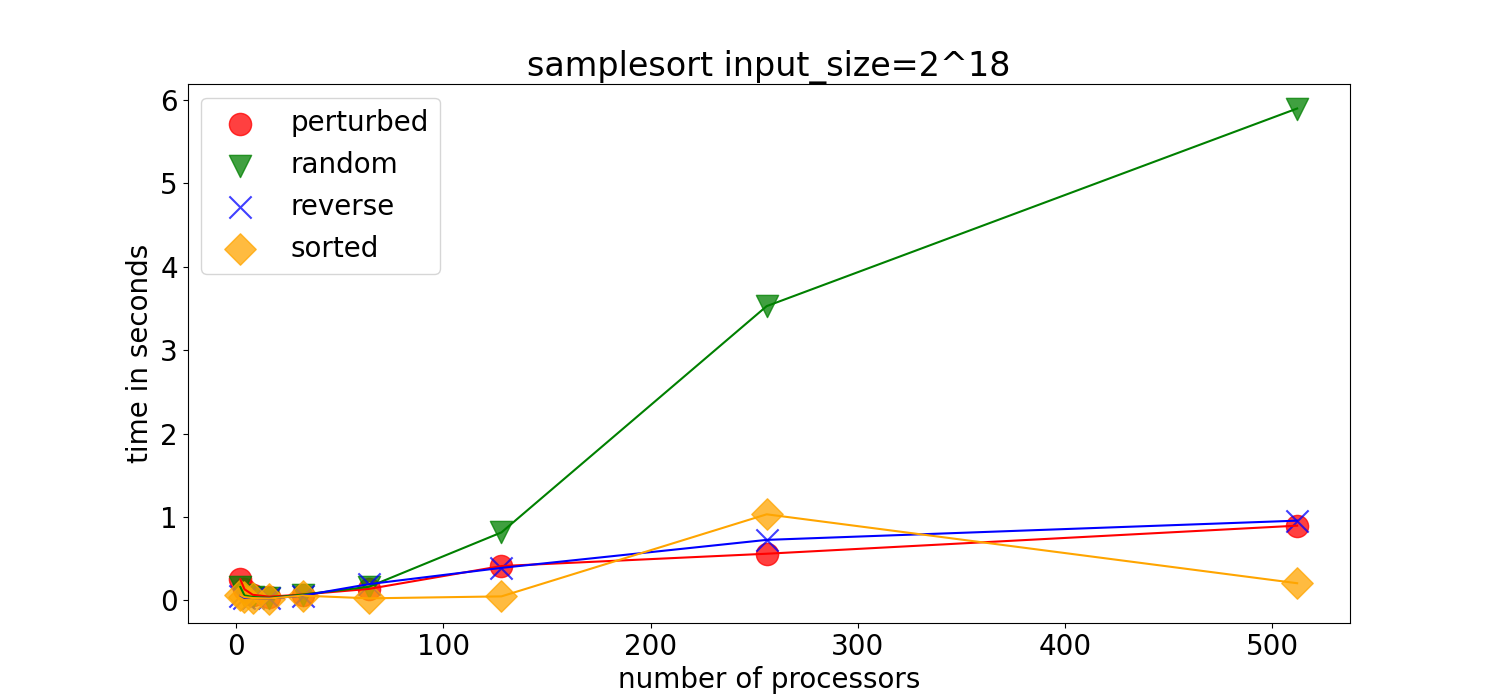 samplesort input_size=2^18
perturbed
random
reverse
sorted
time in seconds
6
5
4
3
2
1
0
0 100 200 300 400 500
number of processors